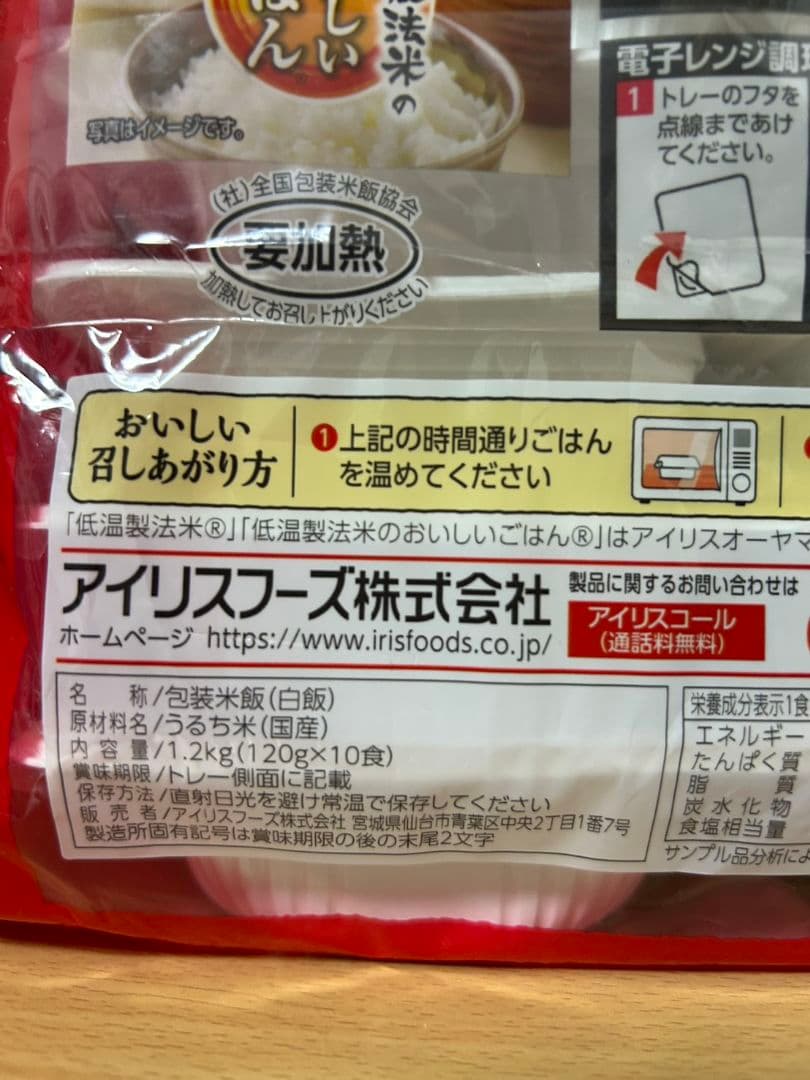 しい
はん
法米の
写真はイメージです。
電子レンジ調
1 トレーのフタを
点線まであけ
てください。
(社)全国包装米飯協会
要加熱
加熱してお召し上がりください
おいしい
召しあがり方
1 上記の時間通りごはん
を温めてください
「低温製法米®」「低温製法米のおいしいごはん®」はアイリスオーヤマ
アイリスフーズ株式会社
ホームページ https://www.irisfoods.co.jp/
製品に関するお問い合わせは
アイリスコール
(通話料無料)
名称/包装米飯(白飯)
原材料名/うるち米(国産)
内容量/1.2kg(120g×10食)
賞味期限/トレー側面に記載
保存方法/直射日光を避け常温で保存してください
販売者/アイリスフーズ株式会社 宮城県仙台市青葉区中央2丁目1番7号
製造所固有記号は賞味期限の後の末尾2文字
栄養成分表示1食
エネルギー
たんぱく質
脂質
炭水化物
食塩相当量
サンプル品分析によ